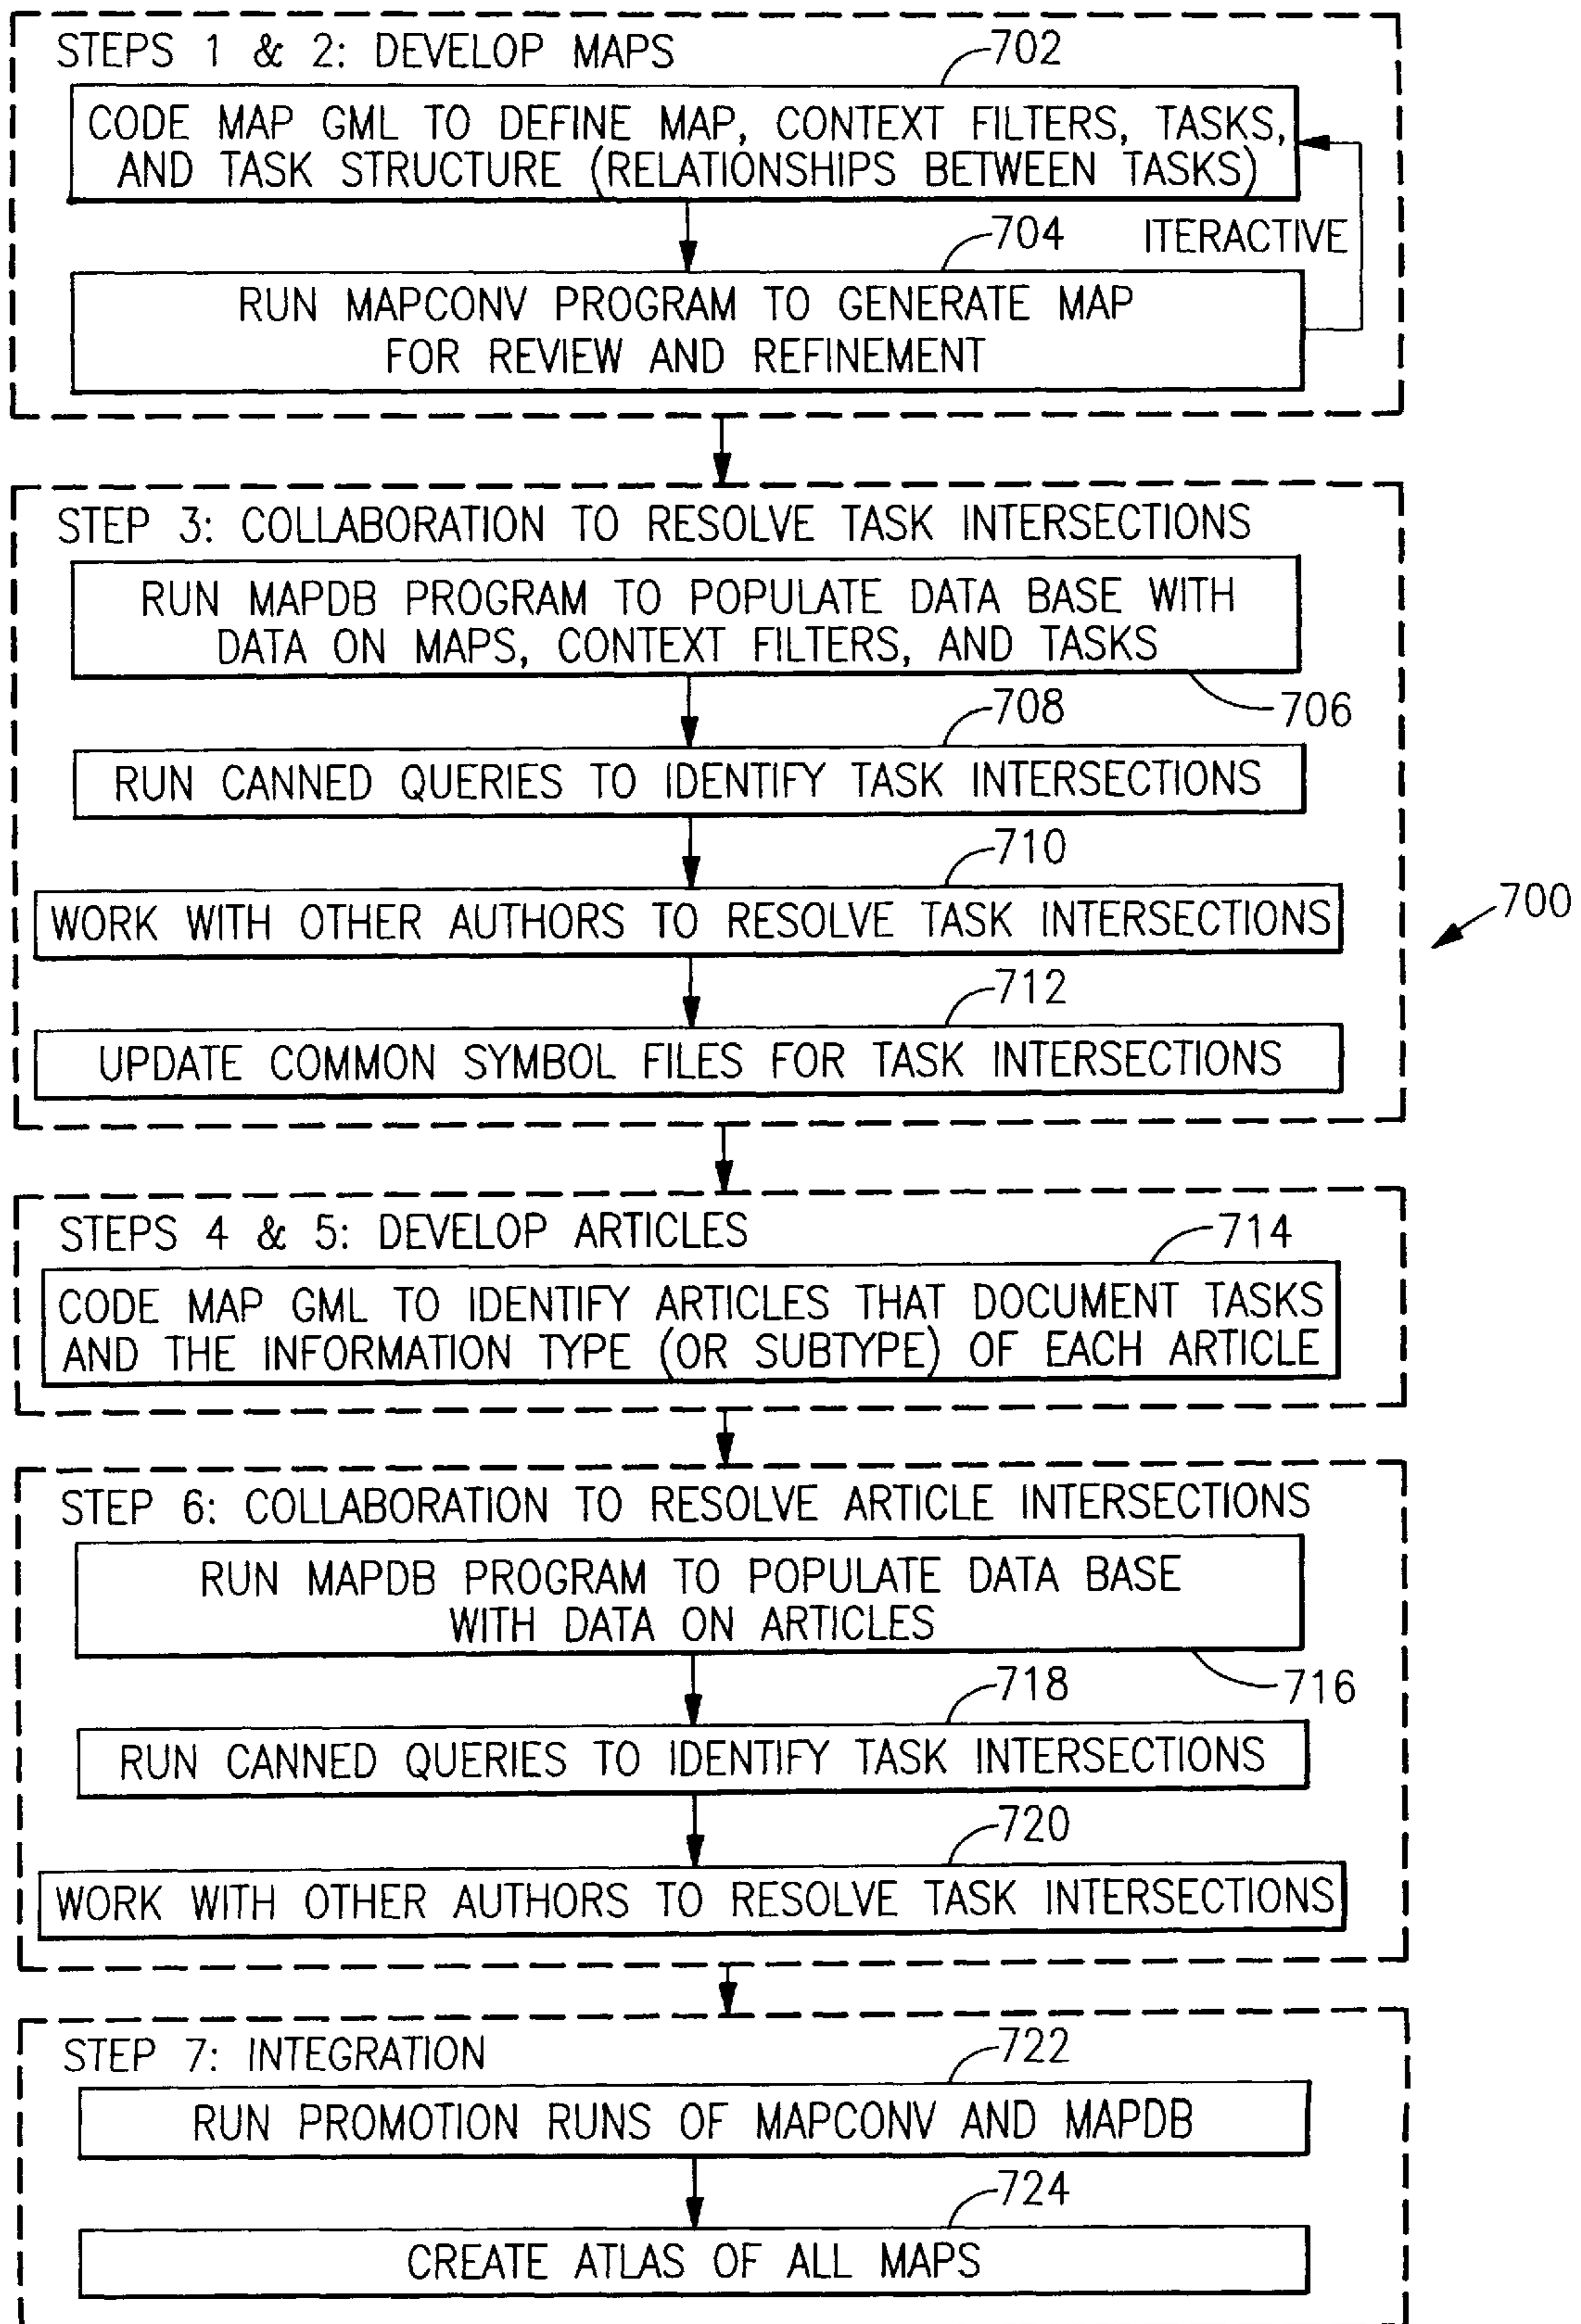 STEPS 1 & 2: DEVELOP MAPS
702
CODE MAP GML TO DEFINE MAP, CONTEXT FILTERS, TASKS,
AND TASK STRUCTURE (RELATIONSHIPS BETWEEN TASKS)
704
ITERACTIVE
RUN MAPCONV PROGRAM TO GENERATE MAP
FOR REVIEW AND REFINEMENT
STEP 3: COLLABORATION TO RESOLVE TASK INTERSECTIONS
RUN MAPDB PROGRAM TO POPULATE DATA BASE WITH
DATA ON MAPS, CONTEXT FILTERS, AND TASKS
706
708
RUN CANNED QUERIES TO IDENTIFY TASK INTERSECTIONS
710
WORK WITH OTHER AUTHORS TO RESOLVE TASK INTERSECTIONS
700
712
UPDATE COMMON SYMBOL FILES FOR TASK INTERSECTIONS
STEPS 4 & 5: DEVELOP ARTICLES
714
CODE MAP GML TO IDENTIFY ARTICLES THAT DOCUMENT TASKS
AND THE INFORMATION TYPE (OR SUBTYPE) OF EACH ARTICLE
STEP 6: COLLABORATION TO RESOLVE ARTICLE INTERSECTIONS
RUN MAPDB PROGRAM TO POPULATE DATA BASE
WITH DATA ON ARTICLES
716
718
RUN CANNED QUERIES TO IDENTIFY TASK INTERSECTIONS
720
WORK WITH OTHER AUTHORS TO RESOLVE TASK INTERSECTIONS
STEP 7: INTEGRATION
722
RUN PROMOTION RUNS OF MAPCONV AND MAPDB
724
CREATE ATLAS OF ALL MAPS